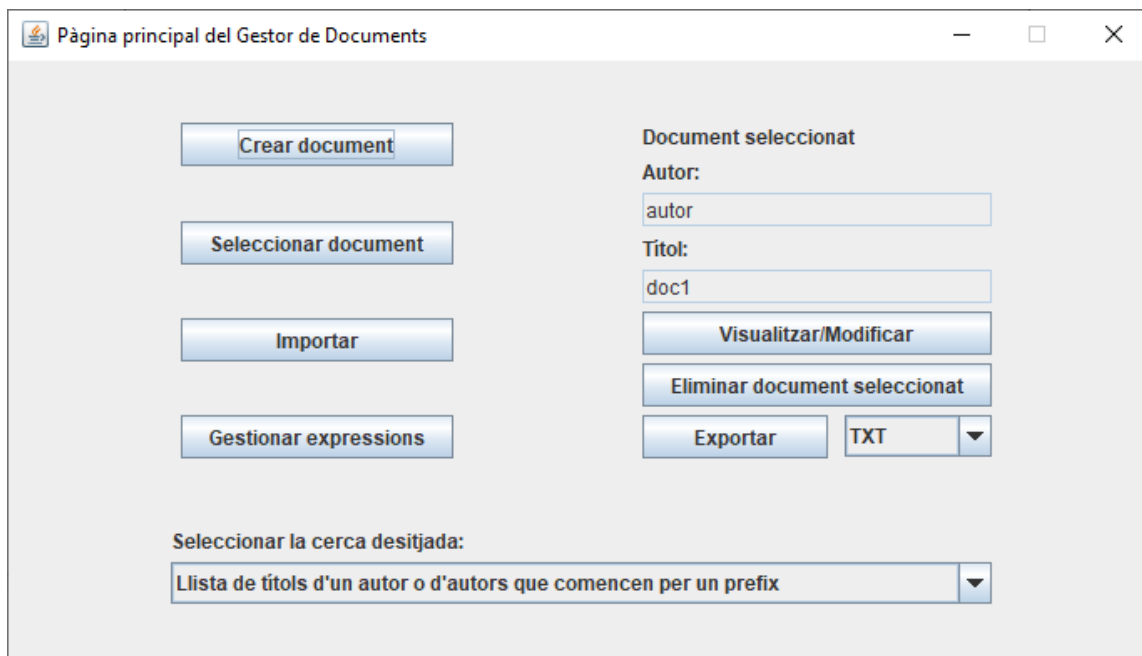 Pàgina principal del Gestor de Documents
Crear document
Seleccionar document
Importar
Gestionar expressions
Document seleccionat
Autor:
autor
Títol:
doc1
Visualitzar/Modificar
Eliminar document seleccionat
Exportar
TXT
Seleccionar la cerca desitjada:
Llista de títols d'un autor o d'autors que comencen per un prefix